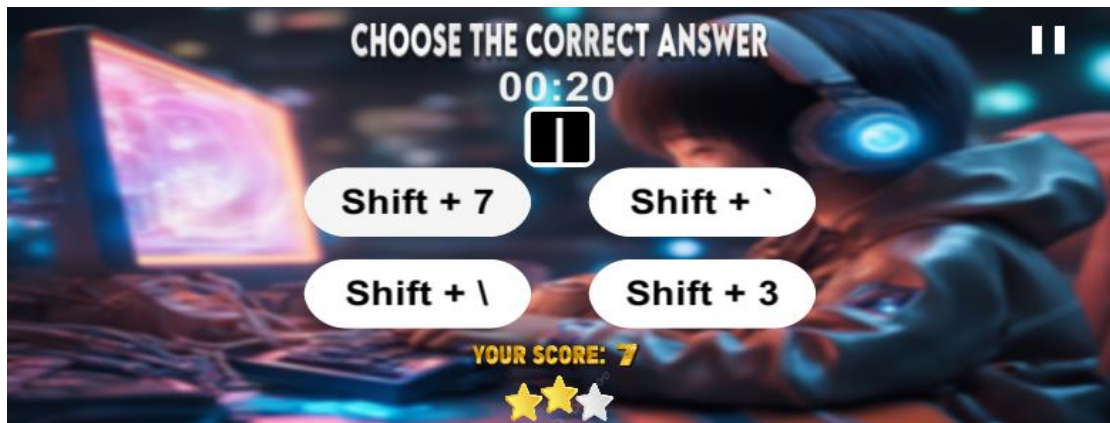 CHOOSE THE CORRECT ANSWER
00:20
|
Shift + 7
Shift + `
Shift + \
Shift + 3
YOUR SCORE: 7